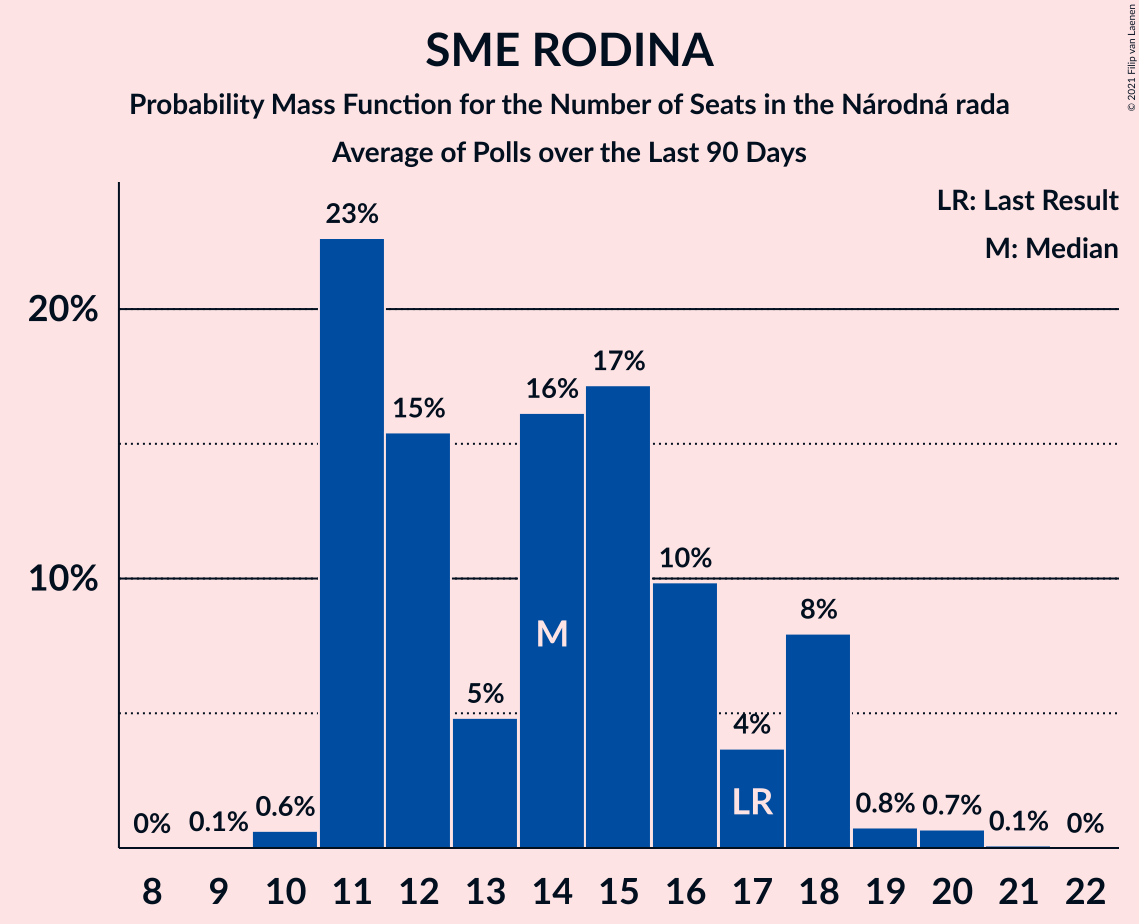 SME RODINA
Probability Mass Function for the Number of Seats in the Národná rada
Average of Polls over the Last 90 Days
© 2021 Filip van Laenen
LR: Last Result
M: Median
20%
10%
0%
0.1%
0.6%
23%
15%
5%
16%
17%
10%
4%
8%
0.8%
0.7%
0.1%
0%
M
LR
8 9 10 11 12 13 14 15 16 17 18 19 20 21 22